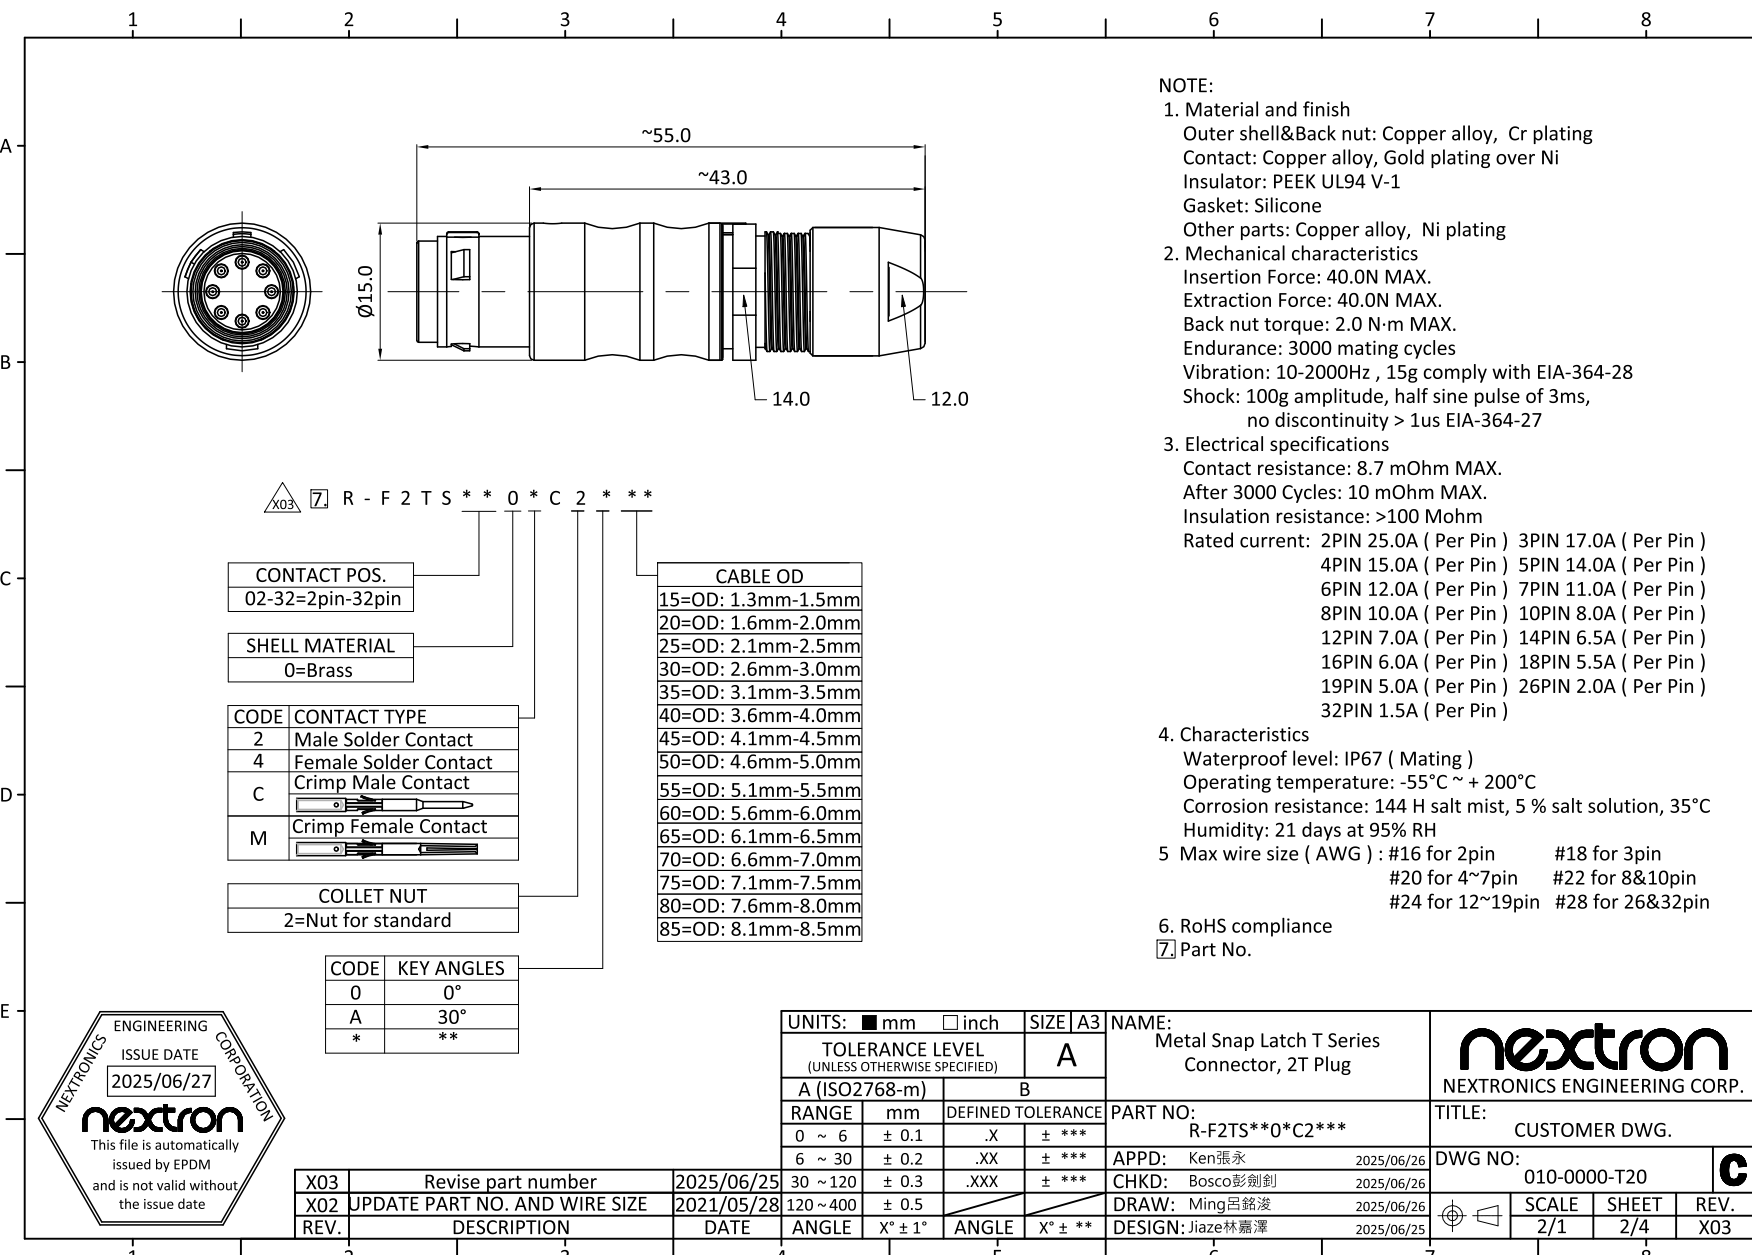 1 2 3 4 5 6 7 8
A
B
C
D
E
~55.0
~43.0
Ø15.0
14.0
12.0
NOTE:
1. Material and finish
Outer shell&Back nut: Copper alloy, Cr plating
Contact: Copper alloy, Gold plating over Ni
Insulator: PEEK UL94 V-1
Gasket: Silicone
Other parts: Copper alloy, Ni plating
2. Mechanical characteristics
Insertion Force: 40.0N MAX.
Extraction Force: 40.0N MAX.
Back nut torque: 2.0 N·m MAX.
Endurance: 3000 mating cycles
Vibration: 10-2000Hz , 15g comply with EIA-364-28
Shock: 100g amplitude, half sine pulse of 3ms,
no discontinuity > 1us EIA-364-27
3. Electrical specifications
Contact resistance: 8.7 mOhm MAX.
After 3000 Cycles: 10 mOhm MAX.
Insulation resistance: >100 Mohm
Rated current: 2PIN 25.0A ( Per Pin ) 3PIN 17.0A ( Per Pin )
4PIN 15.0A ( Per Pin ) 5PIN 14.0A ( Per Pin )
6PIN 12.0A ( Per Pin ) 7PIN 11.0A ( Per Pin )
8PIN 10.0A ( Per Pin ) 10PIN 8.0A ( Per Pin )
12PIN 7.0A ( Per Pin ) 14PIN 6.5A ( Per Pin )
16PIN 6.0A ( Per Pin ) 18PIN 5.5A ( Per Pin )
19PIN 5.0A ( Per Pin ) 26PIN 2.0A ( Per Pin )
32PIN 1.5A ( Per Pin )
4. Characteristics
Waterproof level: IP67 ( Mating )
Operating temperature: -55°C ~ + 200°C
Corrosion resistance: 144 H salt mist, 5 % salt solution, 35°C
Humidity: 21 days at 95% RH
5 Max wire size ( AWG ) : #16 for 2pin #18 for 3pin
#20 for 4~7pin #22 for 8&10pin
#24 for 12~19pin #28 for 26&32pin
6. RoHS compliance
7. Part No.
X03 7. R - F 2 T S * * 0 * C 2 * * *
CONTACT POS.
02-32=2pin-32pin
SHELL MATERIAL
0=Brass
CODE CONTACT TYPE
2 Male Solder Contact
4 Female Solder Contact
C Crimp Male Contact
M Crimp Female Contact
COLLET NUT
2=Nut for standard
CODE KEY ANGLES
0 0°
A 30°
* **
CABLE OD
15=OD: 1.3mm-1.5mm
20=OD: 1.6mm-2.0mm
25=OD: 2.1mm-2.5mm
30=OD: 2.6mm-3.0mm
35=OD: 3.1mm-3.5mm
40=OD: 3.6mm-4.0mm
45=OD: 4.1mm-4.5mm
50=OD: 4.6mm-5.0mm
55=OD: 5.1mm-5.5mm
60=OD: 5.6mm-6.0mm
65=OD: 6.1mm-6.5mm
70=OD: 6.6mm-7.0mm
75=OD: 7.1mm-7.5mm
80=OD: 7.6mm-8.0mm
85=OD: 8.1mm-8.5mm
NEXTRONICS ENGINEERING CORPORATION
ISSUE DATE
2025/06/27
nextron
This file is automatically
issued by EPDM
and is not valid without
the issue date
X03 Revise part number 2025/06/25
X02 UPDATE PART NO. AND WIRE SIZE 2021/05/28
REV. DESCRIPTION DATE
UNITS: mm inch SIZE A3
TOLERANCE LEVEL
(UNLESS OTHERWISE SPECIFIED)
A
A (ISO2768-m) B
RANGE mm DEFINED TOLERANCE
0 ~ 6 ± 0.1 .X ± ***
6 ~ 30 ± 0.2 .XX ± ***
30 ~120 ± 0.3 .XXX ± ***
120 ~400 ± 0.5
ANGLE X° ± 1° ANGLE X° ± **
NAME:
Metal Snap Latch T Series
Connector, 2T Plug
PART NO:
R-F2TS**0*C2***
APPD: Ken張永 2025/06/26
CHKD: Bosco彭劍釗 2025/06/26
DRAW: Ming呂銘浚 2025/06/26
DESIGN: Jiaze林嘉澤 2025/06/25
nextron
NEXTRONICS ENGINEERING CORP.
TITLE:
CUSTOMER DWG.
DWG NO:
010-0000-T20
C
SCALE SHEET REV.
2/1 2/4 X03
1 2 3 4 5 6 7 8